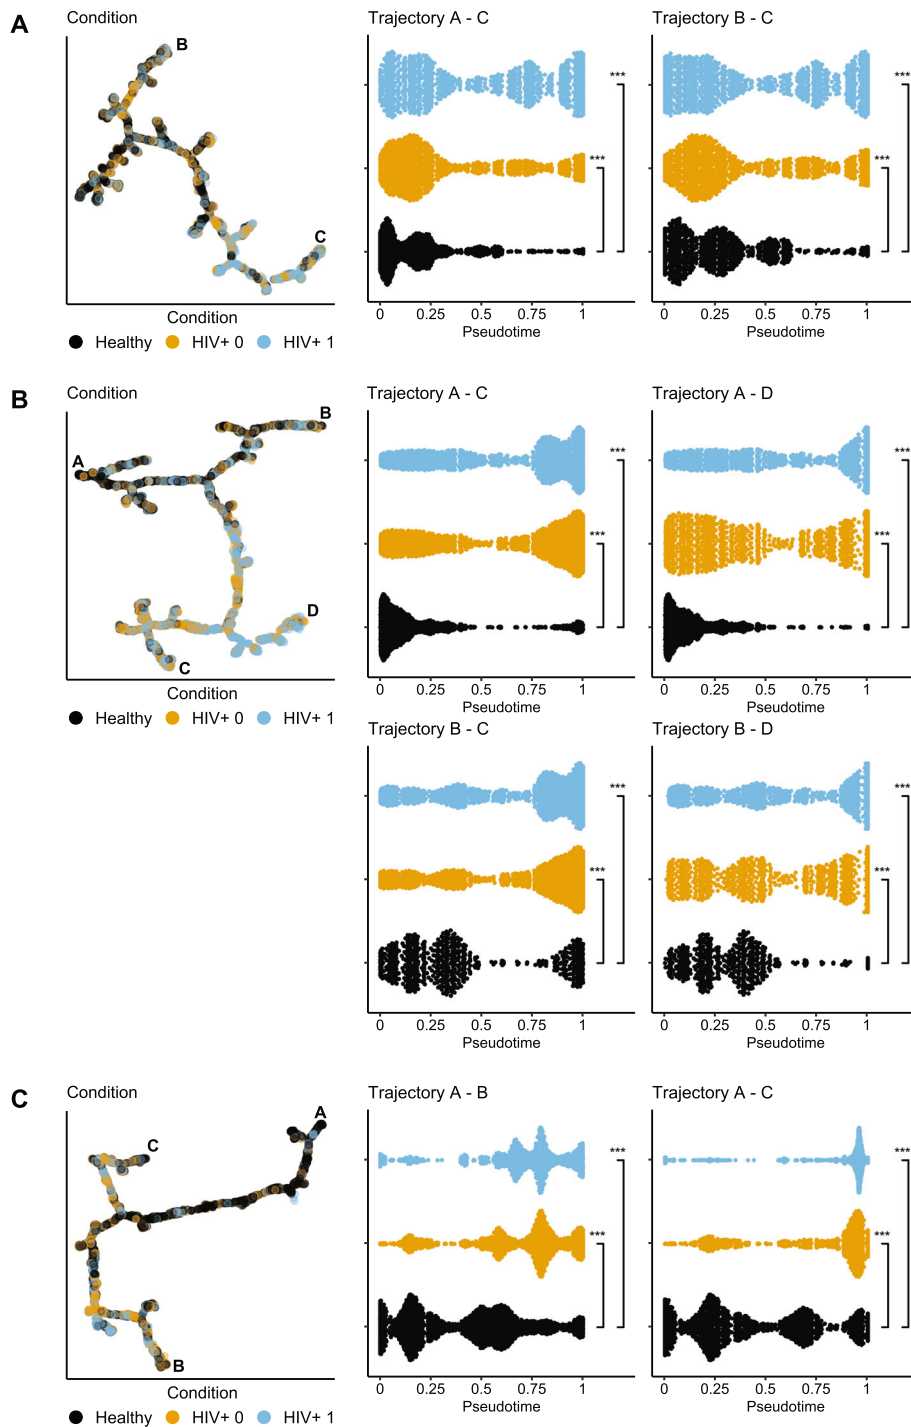 A
Condition
B
C
Condition
Healthy HIV+ 0 HIV+ 1
Trajectory A - C
***
***
0 0.25 0.5 0.75 1
Pseudotime
Trajectory B - C
***
***
0 0.25 0.5 0.75 1
Pseudotime
B
Condition
B
A
D
C
Condition
Healthy HIV+ 0 HIV+ 1
Trajectory A - C
***
***
0 0.25 0.5 0.75 1
Pseudotime
Trajectory A - D
***
***
0 0.25 0.5 0.75 1
Pseudotime
Trajectory B - C
***
***
0 0.25 0.5 0.75 1
Pseudotime
Trajectory B - D
***
***
0 0.25 0.5 0.75 1
Pseudotime
C
Condition
A
C
B
Condition
Healthy HIV+ 0 HIV+ 1
Trajectory A - B
***
***
0 0.25 0.5 0.75 1
Pseudotime
Trajectory A - C
***
***
0 0.25 0.5 0.75 1
Pseudotime